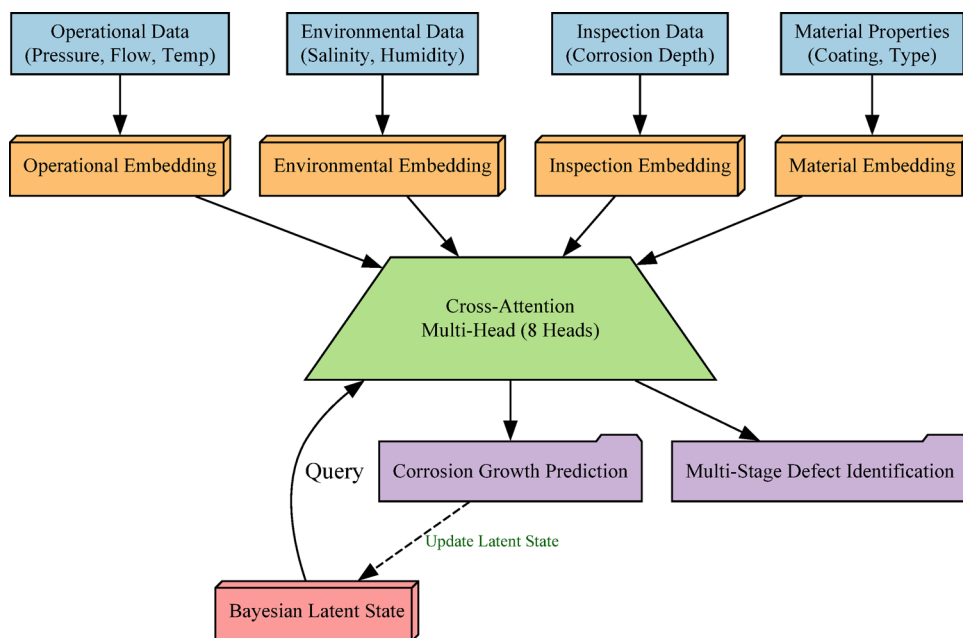 Operational Data
(Pressure, Flow, Temp)
Environmental Data
(Salinity, Humidity)
Inspection Data
(Corrosion Depth)
Material Properties
(Coating, Type)
Operational Embedding
Environmental Embedding
Inspection Embedding
Material Embedding
Cross-Attention
Multi-Head (8 Heads)
Query
Corrosion Growth Prediction
Multi-Stage Defect Identification
Update Latent State
Bayesian Latent State